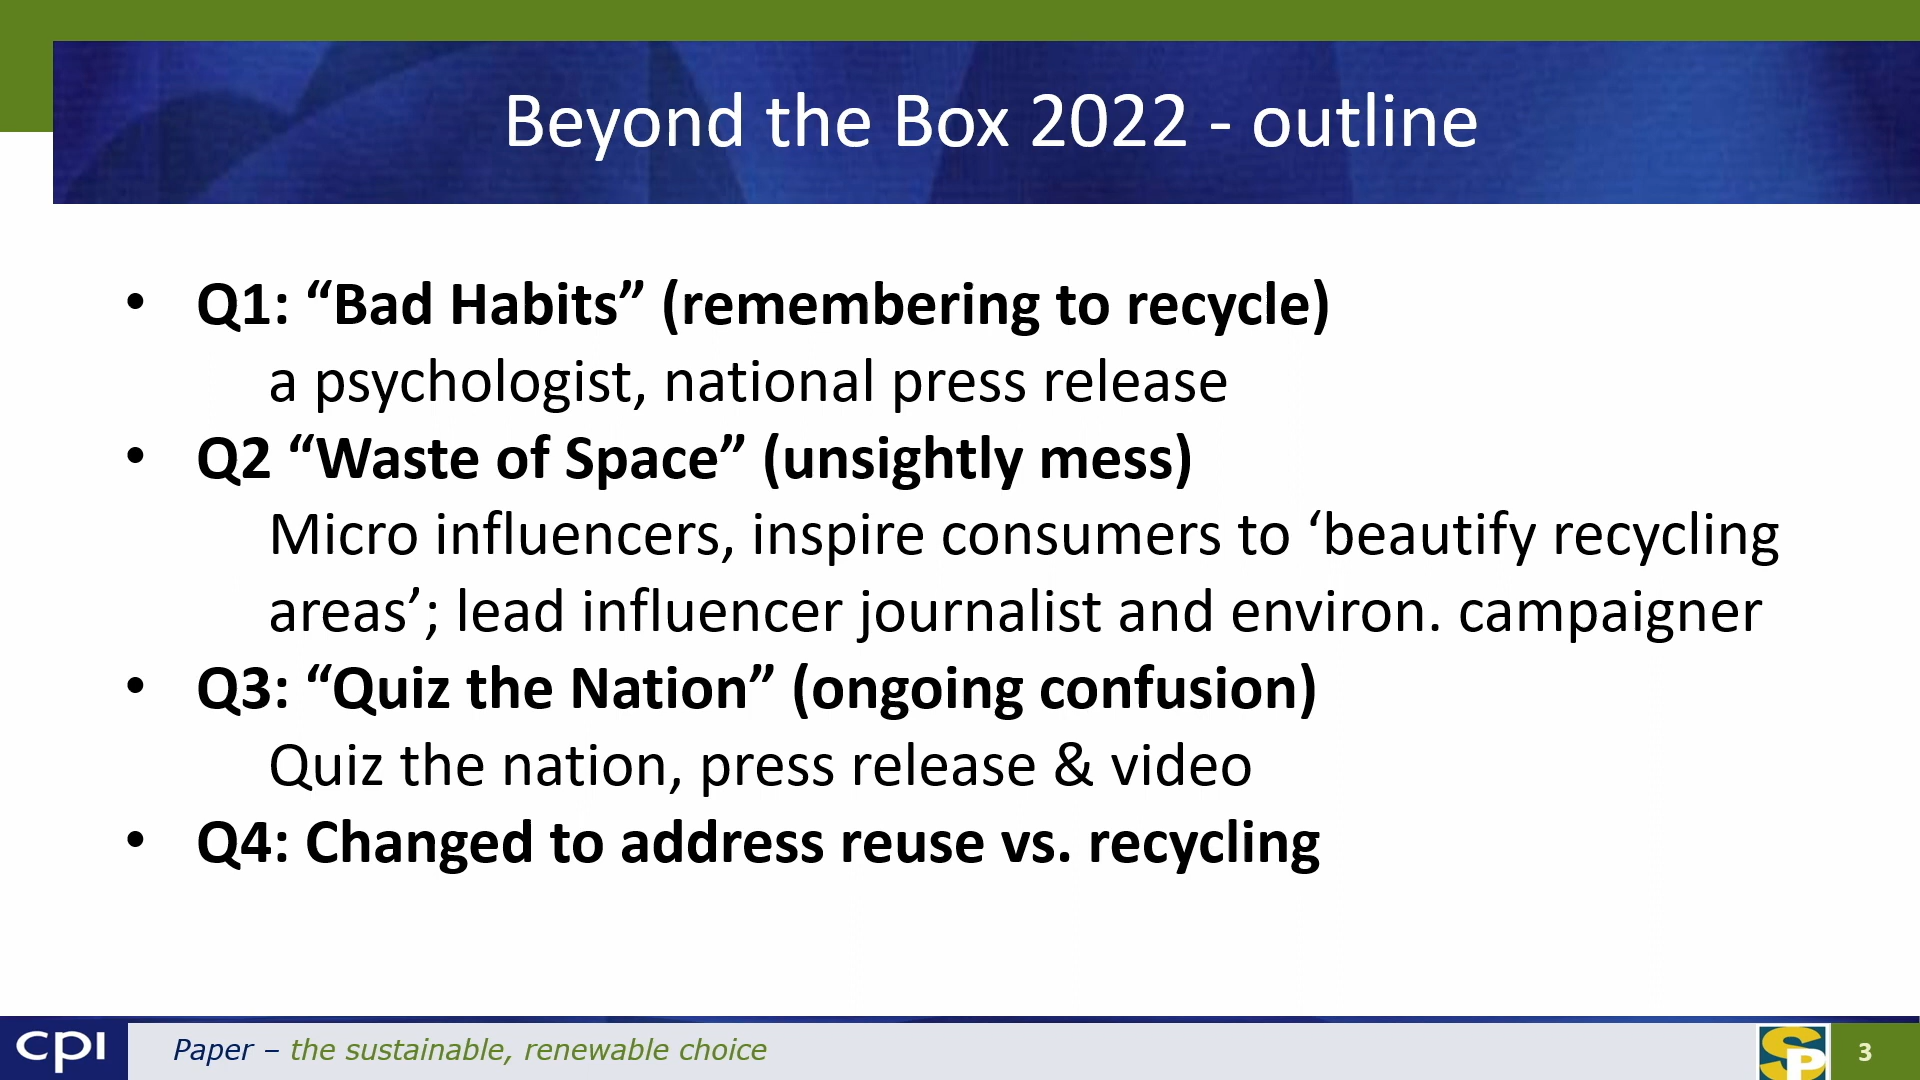 Beyond the Box 2022 - outline
• Q1: “Bad Habits” (remembering to recycle)
a psychologist, national press release
• Q2 “Waste of Space” (unsightly mess)
Micro influencers, inspire consumers to ‘beautify recycling
areas’; lead influencer journalist and environ. campaigner
• Q3: “Quiz the Nation” (ongoing confusion)
Quiz the nation, press release & video
• Q4: Changed to address reuse vs. recycling
cpi
Paper – the sustainable, renewable choice
SP
3